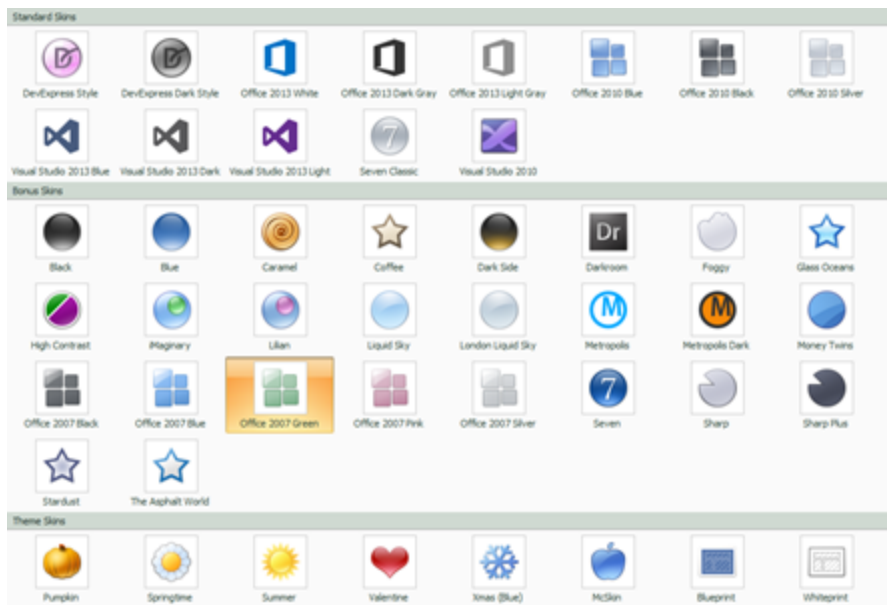 Standard Skins
DevExpress Style DevExpress Dark Style Office 2013 White Office 2013 Dark Gray Office 2013 Light Gray Office 2010 Blue Office 2010 Black Office 2010 Silver
7
Visual Studio 2013 Blue Visual Studio 2013 Dark Visual Studio 2013 Light Seven Classic Visual Studio 2010
Bonus Skins
Dr
Black Blue Caramel Coffee Dark Side Darkroom Foggy Glass Oceans
M M
High Contrast iMaginary Lilian Liquid Sky London Liquid Sky Metropolis Metropolis Dark Money Twins
7
Office 2007 Black Office 2007 Blue Office 2007 Green Office 2007 Pink Office 2007 Silver Seven Sharp Sharp Plus
Stardust The Asphalt World
Theme Skins
Pumpkin Springtime Summer Valentine Xmas (Blue) McSkin Blueprint Whiteprint